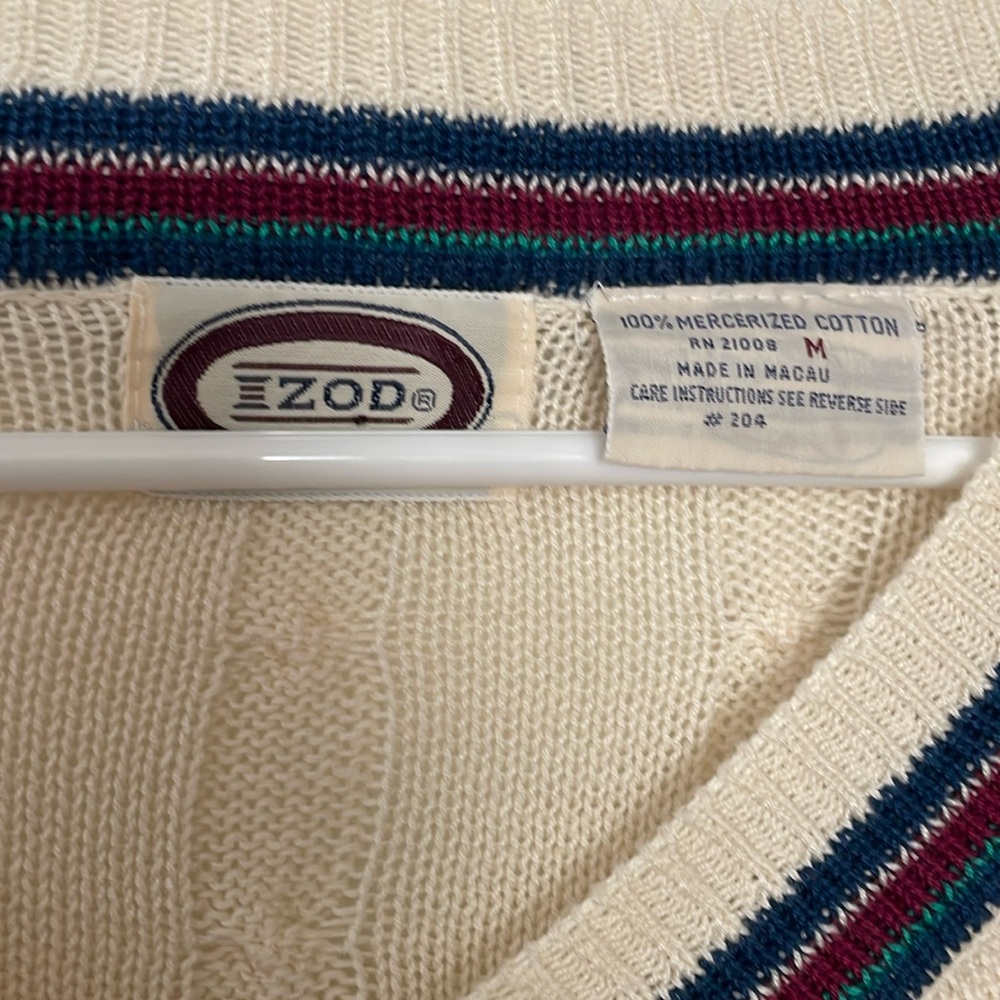 IZOD®
100% MERCERIZED COTTON
RN 21008 M
MADE IN MACAU
CARE INSTRUCTIONS SEE REVERSE SIDE
# 204